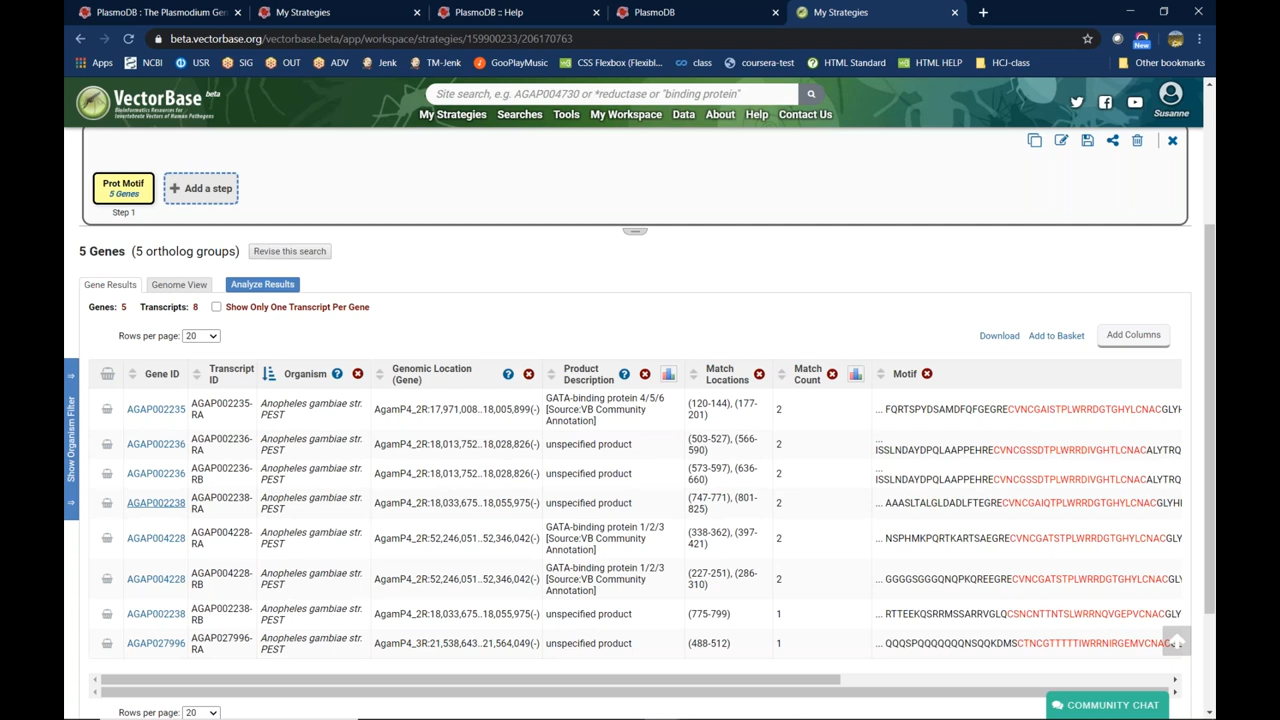 PlasmoDB : The Plasmodium Gen
My Strategies
PlasmoDB :: Help
PlasmoDB
My Strategies
beta.vectorbase.org/vectorbase.beta/app/workspace/strategies/159900233/206170763
New
Apps NCBI USR SIG OUT ADV Jenk TM-Jenk GooPlayMusic CSS Flexbox (Flexibl... class coursera-test HTML Standard HTML HELP HCI-class Other bookmarks
VectorBase beta
Bioinformatics Resources for
Invertebrate Vectors of Human Pathogens
Site search, e.g. AGAP004730 or *reductase or "binding protein"
My Strategies Searches Tools My Workspace Data About Help Contact Us
Susanne
Prot Motif
5 Genes
Step 1
+ Add a step
5 Genes (5 ortholog groups) Revise this search
Gene Results Genome View Analyze Results
Genes: 5 Transcripts: 8 Show Only One Transcript Per Gene
Rows per page: 20
Download Add to Basket Add Columns
Show Organism Filter
Gene ID Transcript ID Organism Genomic Location (Gene) Product Description Match Locations Match Count Motif
AGAP002235 AGAP002235-RA Anopheles gambiae str. PEST AgamP4_2R:17,971,008..18,005,899(-) GATA-binding protein 4/5/6 [Source:VB Community Annotation] (120-144), (177-201) 2 ... FQRTSPYDSAMDFQFGEGRECVNCGAISTPLWRRDGTGHYLCNACGLYH
AGAP002236 AGAP002236-RA Anopheles gambiae str. PEST AgamP4_2R:18,013,752..18,028,826(-) unspecified product (503-527), (566-590) 2 ... ISSLNDAYDPQLAAPPEHRECVNCGSSDTPLWRRDIVGHTLCNACALYTRQ
AGAP002236 AGAP002236-RB Anopheles gambiae str. PEST AgamP4_2R:18,013,752..18,028,826(-) unspecified product (573-597), (636-660) 2 ... ISSLNDAYDPQLAAPPEHRECVNCGSSDTPLWRRDIVGHTLCNACALYTRQ
AGAP002238 AGAP002238-RA Anopheles gambiae str. PEST AgamP4_2R:18,033,675..18,055,975(-) unspecified product (747-771), (801-825) 2 ... AAASLTALGLDADLFTEGRECVNCGAIQTPLWRRDGTGHYLCNACGLYHI
AGAP004228 AGAP004228-RA Anopheles gambiae str. PEST AgamP4_2R:52,246,051..52,346,042(-) GATA-binding protein 1/2/3 [Source:VB Community Annotation] (338-362), (397-421) 2 ... NSPHMKPQRTKARTSAEGRECVNCGATSTPLWRRDGTGHYLCNACGLY
AGAP004228 AGAP004228-RB Anopheles gambiae str. PEST AgamP4_2R:52,246,051..52,346,042(-) GATA-binding protein 1/2/3 [Source:VB Community Annotation] (227-251), (286-310) 2 ... GGGGSGGGQNQPKQREEGRECVNCGATSTPLWRRDGTGHYLCNACGLY
AGAP002238 AGAP002238-RB Anopheles gambiae str. PEST AgamP4_2R:18,033,675..18,055,975(-) unspecified product (775-799) 1 ... RTTEEKQSRRMSSARRVGLQCSNCNTTNTSLWRRNQVGEPVCNACGLY
AGAP027996 AGAP027996-RA Anopheles gambiae str. PEST AgamP4_3R:21,538,643..21,564,049(-) unspecified product (488-512) 1 ... QQQSPQQQQQQQNSQQKDMSCTNCGTTTTTIWRRNIRGEMVCNACGLY
Rows per page: 20
COMMUNITY CHAT